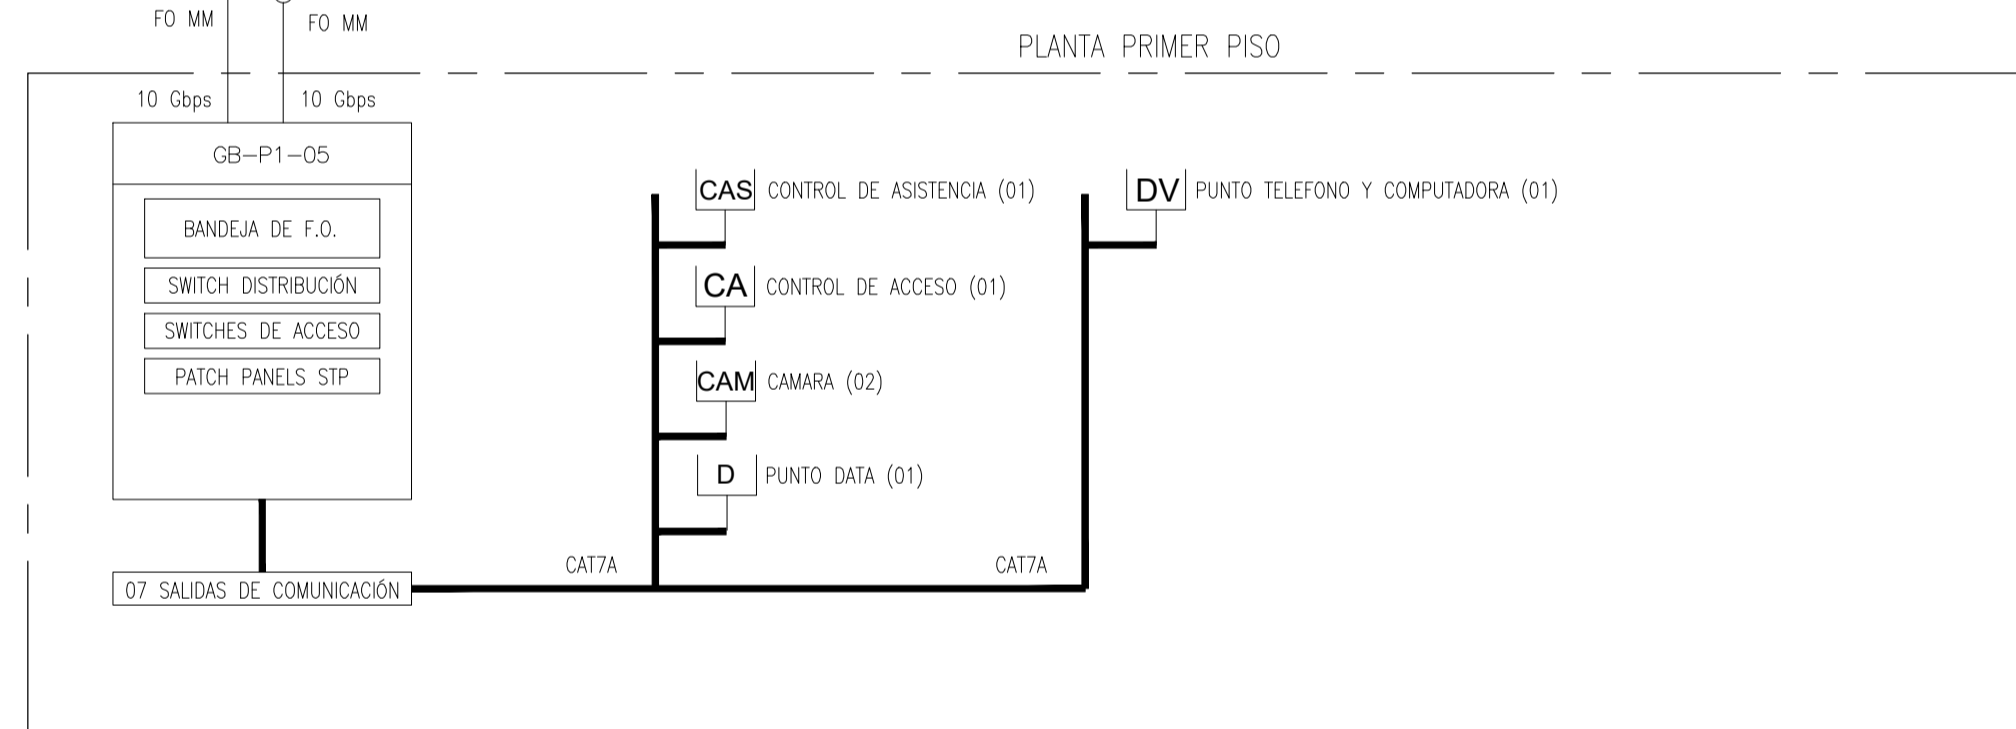 FO MM
FO MM
PLANTA PRIMER PISO
10 Gbps
10 Gbps
GB-P1-05
BANDEJA DE F.O.
SWITCH DISTRIBUCIÓN
SWITCHES DE ACCESO
PATCH PANELS STP
07 SALIDAS DE COMUNICACIÓN
CAT7A
CAS CONTROL DE ASISTENCIA (01)
CA CONTROL DE ACCESO (01)
CAM CAMARA (02)
D PUNTO DATA (01)
CAT7A
DV PUNTO TELEFONO Y COMPUTADORA (01)